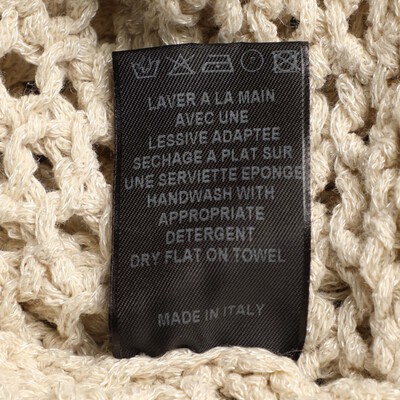 LAVER A LA MAIN
AVEC UNE
LESSIVE ADAPTEE
SECHAGE A PLAT SUR
UNE SERVIETTE EPONGE
HANDWASH WITH
APPROPRIATE
DETERGENT
DRY FLAT ON TOWEL
MADE IN ITALY